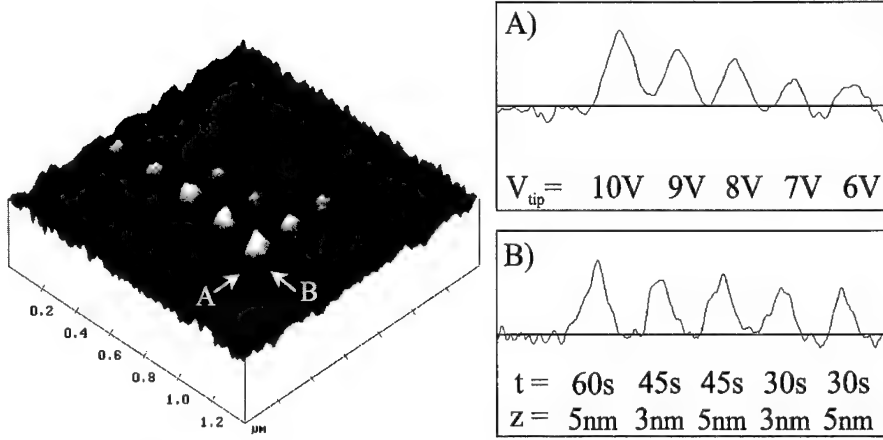 A)
V_tip= 10V 9V 8V 7V 6V
A B
0.2
0.4
0.6
0.8
1.0
1.2
μm
B)
t = 60s 45s 45s 30s 30s
z = 5nm 3nm 5nm 3nm 5nm